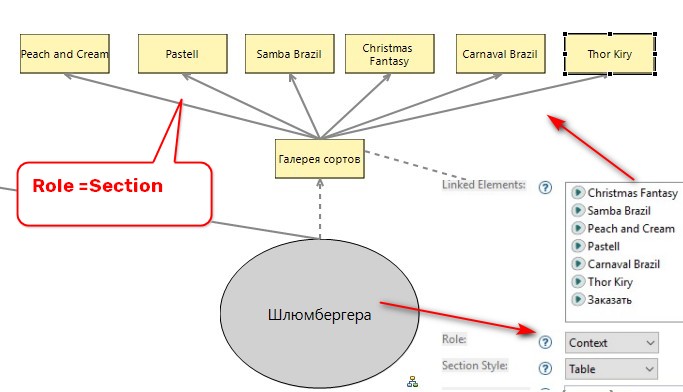 Peach and Cream
Pastell
Samba Brazil
Christmas
Fantasy
Carnaval Brazil
Thor Kiry
Галерея сортов
Role =Section
Linked Elements:
?
Christmas Fantasy
Samba Brazil
Peach and Cream
Pastell
Carnaval Brazil
Thor Kiry
Заказать
Шлюмбергера
Role:
?
Context
Section Style:
?
Table